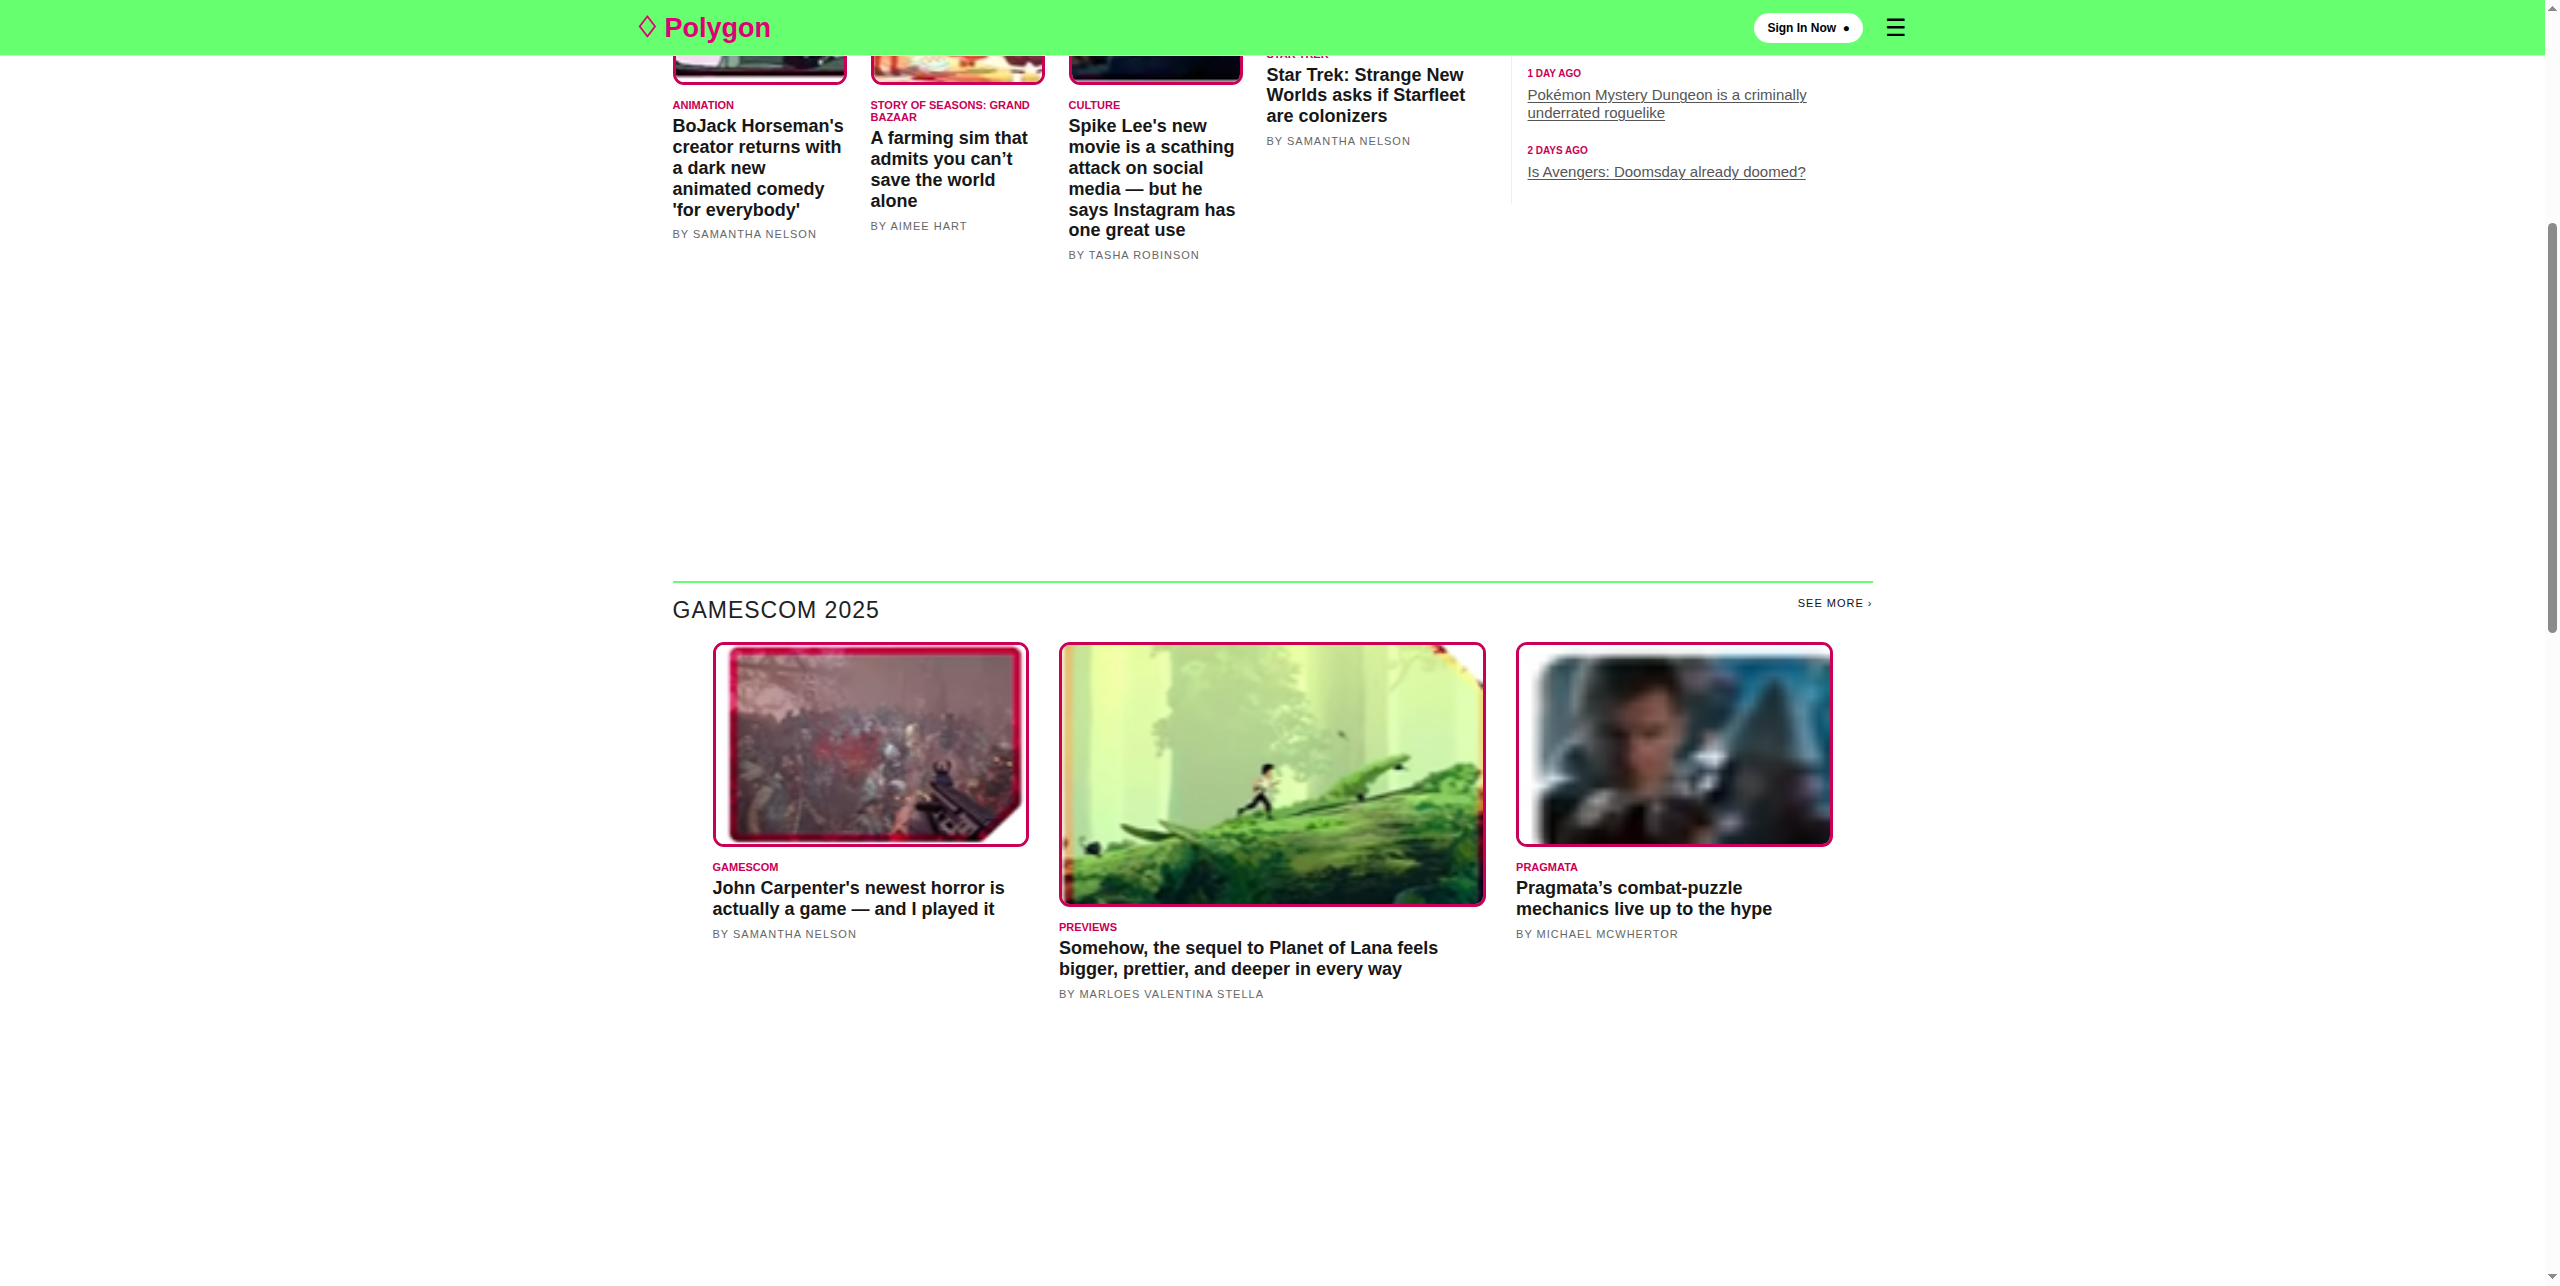 Polygon
Sign In Now
ANIMATION
BoJack Horseman's
creator returns with
a dark new
animated comedy
'for everybody'
BY SAMANTHA NELSON
STORY OF SEASONS: GRAND
BAZAAR
A farming sim that
admits you can’t
save the world
alone
BY AIMEE HART
CULTURE
Spike Lee's new
movie is a scathing
attack on social
media — but he
says Instagram has
one great use
BY TASHA ROBINSON
Star Trek: Strange New
Worlds asks if Starfleet
are colonizers
BY SAMANTHA NELSON
1 DAY AGO
Pokémon Mystery Dungeon is a criminally
underrated roguelike
2 DAYS AGO
Is Avengers: Doomsday already doomed?
GAMESCOM 2025
SEE MORE ›
GAMESCOM
John Carpenter's newest horror is
actually a game — and I played it
BY SAMANTHA NELSON
PREVIEWS
Somehow, the sequel to Planet of Lana feels
bigger, prettier, and deeper in every way
BY MARLOES VALENTINA STELLA
PRAGMATA
Pragmata’s combat-puzzle
mechanics live up to the hype
BY MICHAEL MCWHERTOR